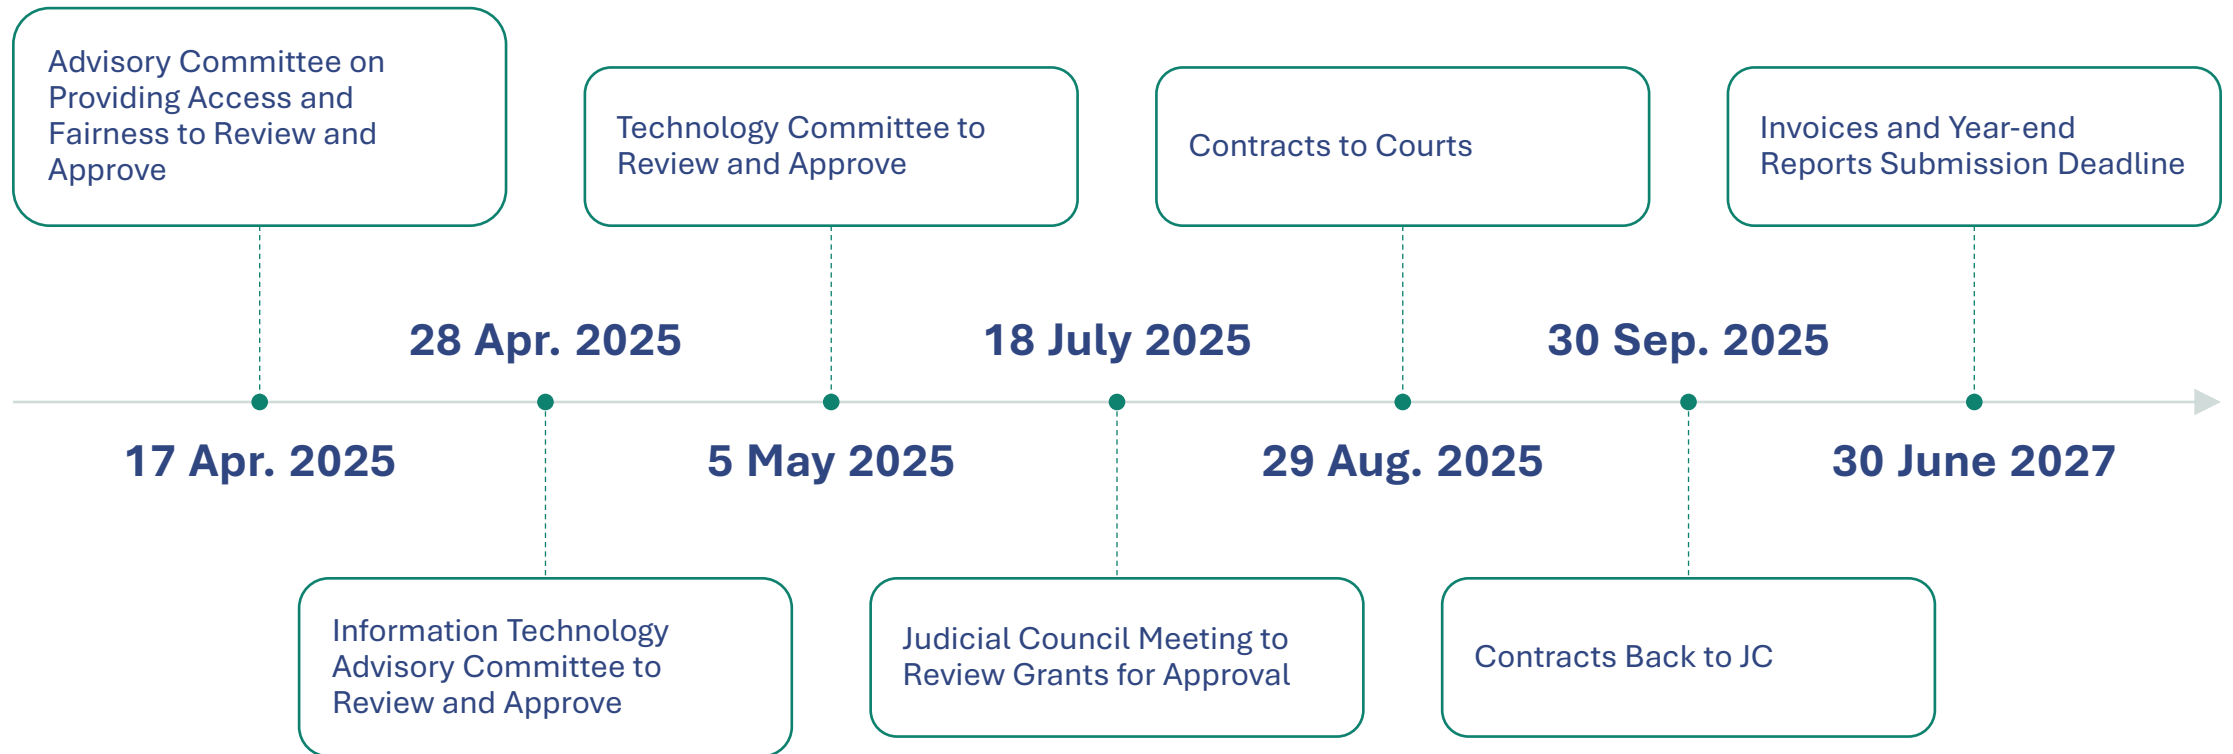 Advisory Committee on
Providing Access and
Fairness to Review and
Approve
Technology Committee to
Review and Approve
Contracts to Courts
Invoices and Year-end
Reports Submission Deadline
28 Apr. 2025
18 July 2025
30 Sep. 2025
17 Apr. 2025
5 May 2025
29 Aug. 2025
30 June 2027
Information Technology
Advisory Committee to
Review and Approve
Judicial Council Meeting to
Review Grants for Approval
Contracts Back to JC